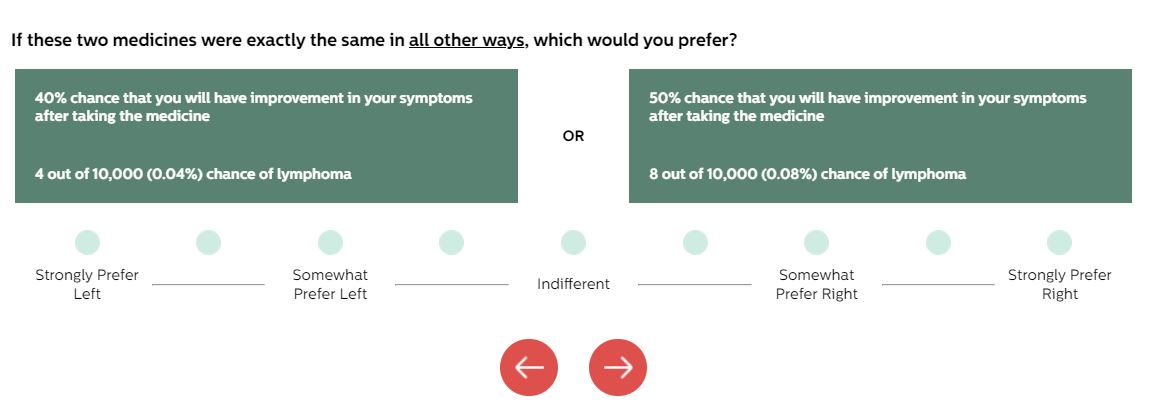 If these two medicines were exactly the same in all other ways, which would you prefer?
40% chance that you will have improvement in your symptoms
after taking the medicine
4 out of 10,000 (0.04%) chance of lymphoma
OR
50% chance that you will have improvement in your symptoms
after taking the medicine
8 out of 10,000 (0.08%) chance of lymphoma
Strongly Prefer
Left
Somewhat
Prefer Left
Indifferent
Somewhat
Prefer Right
Strongly Prefer
Right